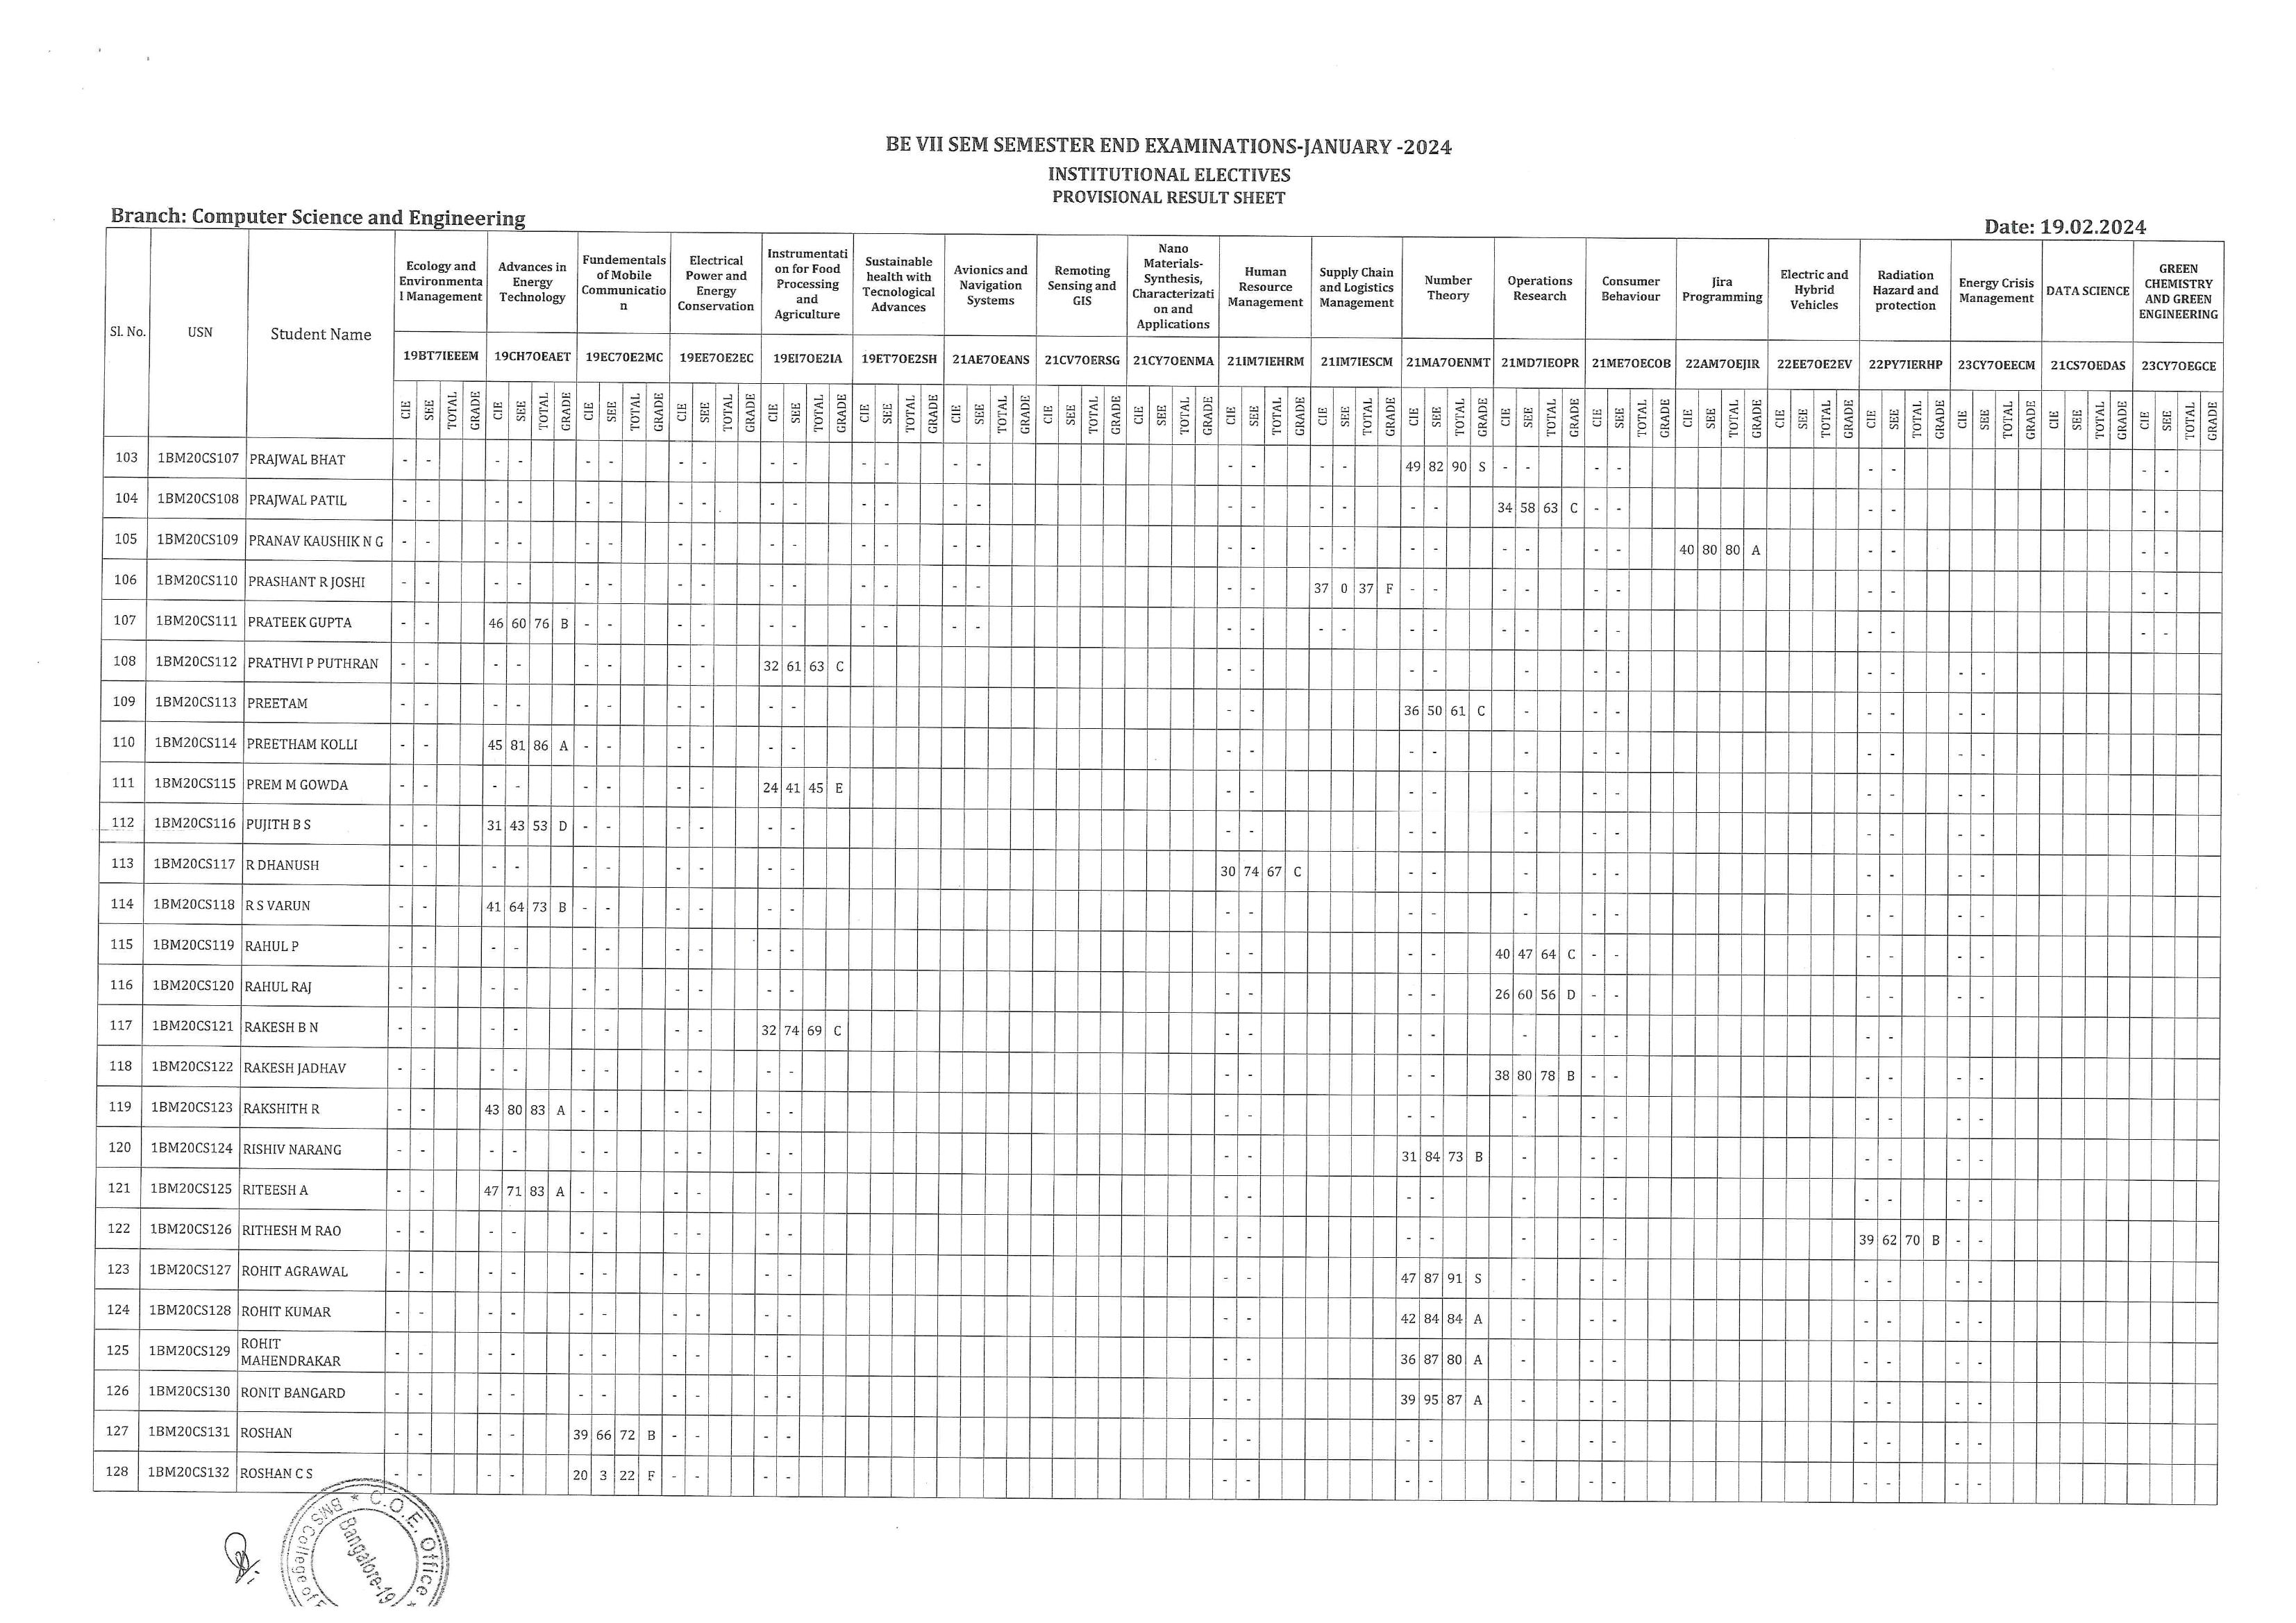 BE VII SEM SEMESTER END EXAMINATIONS-JANUARY -2024
INSTITUTIONAL ELECTIVES
PROVISIONAL RESULT SHEET
Branch: Computer Science and Engineering
Date: 19.02.2024
Sl. No. USN Student Name
Ecology and Environmenta l Management
Advances in Energy Technology
Fundementals of Mobile Communicatio n
Electrical Power and Energy Conservation
Instrumentati on for Food Processing and Agriculture
Sustainable health with Tecnological Advances
Avionics and Navigation Systems
Remoting Sensing and GIS
Nano Materials- Synthesis, Characterizati on and Applications
Human Resource Management
Supply Chain and Logistics Management
Number Theory
Operations Research
Consumer Behaviour
Jira Programming
Electric and Hybrid Vehicles
Radiation Hazard and protection
Energy Crisis Management
DATA SCIENCE
GREEN CHEMISTRY AND GREEN ENGINEERING
19BT7IEEEM 19CH7OEAET 19EC7OE2MC 19EE7OE2EC 19EI7OE2IA 19ET7OE2SH 21AE7OEANS 21CV7OERSG 21CY7OENMA 21IM7IEHRM 21IM7IESCM 21MA7OENMT 21MD7IEOPR 21ME7OECOB 22AM7OEJIR 22EE7OE2EV 22PY7IERHP 23CY7OEECM 21CS7OEDAS 23CY7OEGCE
CIE SEE TOTAL GRADE CIE SEE TOTAL GRADE CIE SEE TOTAL GRADE CIE SEE TOTAL GRADE CIE SEE TOTAL GRADE CIE SEE TOTAL GRADE CIE SEE TOTAL GRADE CIE SEE TOTAL GRADE CIE SEE TOTAL GRADE CIE SEE TOTAL GRADE CIE SEE TOTAL GRADE CIE SEE TOTAL GRADE CIE SEE TOTAL GRADE CIE SEE TOTAL GRADE CIE SEE TOTAL GRADE CIE SEE TOTAL GRADE CIE SEE TOTAL GRADE CIE SEE TOTAL GRADE CIE SEE TOTAL GRADE CIE SEE TOTAL GRADE
103 1BM20CS107 PRAJWAL BHAT - - - - - - - - - - - - - - - - - - 49 82 90 S - - - - - - - -
104 1BM20CS108 PRAJWAL PATIL - - - - - - - - - - - - - - - - - - - - 34 58 63 C - - - - - -
105 1BM20CS109 PRANAV KAUSHIK N G - - - - - - - - - - - - - - - - - - - - - - - - 40 80 80 A - - - -
106 1BM20CS110 PRASHANT R JOSHI - - - - - - - - - - - - - - - - 37 0 37 F - - - - - - - - - -
107 1BM20CS111 PRATEEK GUPTA - - 46 60 76 B - - - - - - - - - - - - - - - - - - - - - - - -
108 1BM20CS112 PRATHVI P PUTHRAN - - - - - - - - 32 61 63 C - - - - - - - - - - -
109 1BM20CS113 PREETAM - - - - - - - - - - - - 36 50 61 C - - - - - - -
110 1BM20CS114 PREETHAM KOLLI - - 45 81 86 A - - - - - - - - - - - - - - - - -
111 1BM20CS115 PREM M GOWDA - - - - - - - - 24 41 45 E - - - - - - - - - - -
112 1BM20CS116 PUJITH B S - - 31 43 53 D - - - - - - - - - - - - - - - - -
113 1BM20CS117 R DHANUSH - - - - - - - - - - 30 74 67 C - - - - - - - - -
114 1BM20CS118 R S VARUN - - 41 64 73 B - - - - - - - - - - - - - - - - -
115 1BM20CS119 RAHUL P - - - - - - - - - - - - - - 40 47 64 C - - - - - -
116 1BM20CS120 RAHUL RAJ - - - - - - - - - - - - - - 26 60 56 D - - - - - -
117 1BM20CS121 RAKESH B N - - - - - - - - 32 74 69 C - - - - - - - - -
118 1BM20CS122 RAKESH JADHAV - - - - - - - - - - - - - - 38 80 78 B - - - - - -
119 1BM20CS123 RAKSHITH R - - 43 80 83 A - - - - - - - - - - - - - - - - -
120 1BM20CS124 RISHIV NARANG - - - - - - - - - - - - 31 84 73 B - - - - - - -
121 1BM20CS125 RITEESH A - - 47 71 83 A - - - - - - - - - - - - - - - - -
122 1BM20CS126 RITHESH M RAO - - - - - - - - - - - - - - - - - 39 62 70 B - -
123 1BM20CS127 ROHIT AGRAWAL - - - - - - - - - - - - 47 87 91 S - - - - - - -
124 1BM20CS128 ROHIT KUMAR - - - - - - - - - - - - 42 84 84 A - - - - - - -
125 1BM20CS129 ROHIT MAHENDRAKAR - - - - - - - - - - - - 36 87 80 A - - - - - - -
126 1BM20CS130 RONIT BANGARD - - - - - - - - - - - - 39 95 87 A - - - - - - -
127 1BM20CS131 ROSHAN - - - - 39 66 72 B - - - - - - - - - - - - - - -
128 1BM20CS132 ROSHAN C S - - - - 20 3 22 F - - - - - - - - - - - - - - -
* C.O.E. Office *
BMS College of
Bangalore-19